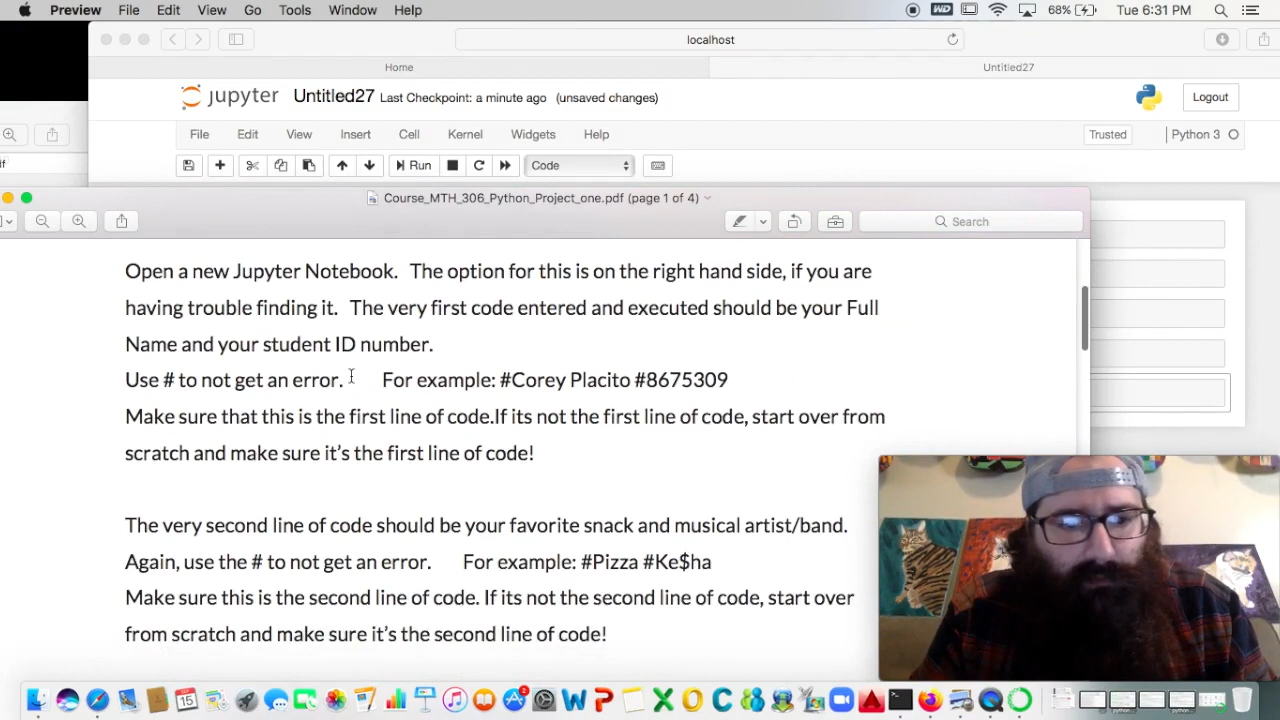 Preview File Edit View Go Tools Window Help WD 68% Tue 6:31 PM
localhost
Home Untitled27
jupyter Untitled27 Last Checkpoint: a minute ago (unsaved changes) Logout
File Edit View Insert Cell Kernel Widgets Help Trusted Python 3
Run Code
Course_MTH_306_Python_Project_one.pdf (page 1 of 4)
Search
Open a new Jupyter Notebook. The option for this is on the right hand side, if you are
having trouble finding it. The very first code entered and executed should be your Full
Name and your student ID number.
Use # to not get an error. For example: #Corey Placito #8675309
Make sure that this is the first line of code.If its not the first line of code, start over from
scratch and make sure it’s the first line of code!
The very second line of code should be your favorite snack and musical artist/band.
Again, use the # to not get an error. For example: #Pizza #Ke$ha
Make sure this is the second line of code. If its not the second line of code, start over
from scratch and make sure it’s the second line of code!